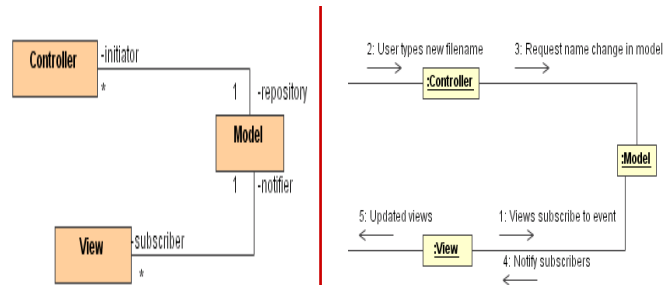 Controller
-initiator
*
1
-repository
Model
1
-notifier
View
-subscriber
*
2: User types new filename
3: Request name change in model
:Controller
:Model
5: Updated views
1: Views subscribe to event
:View
4: Notify subscribers